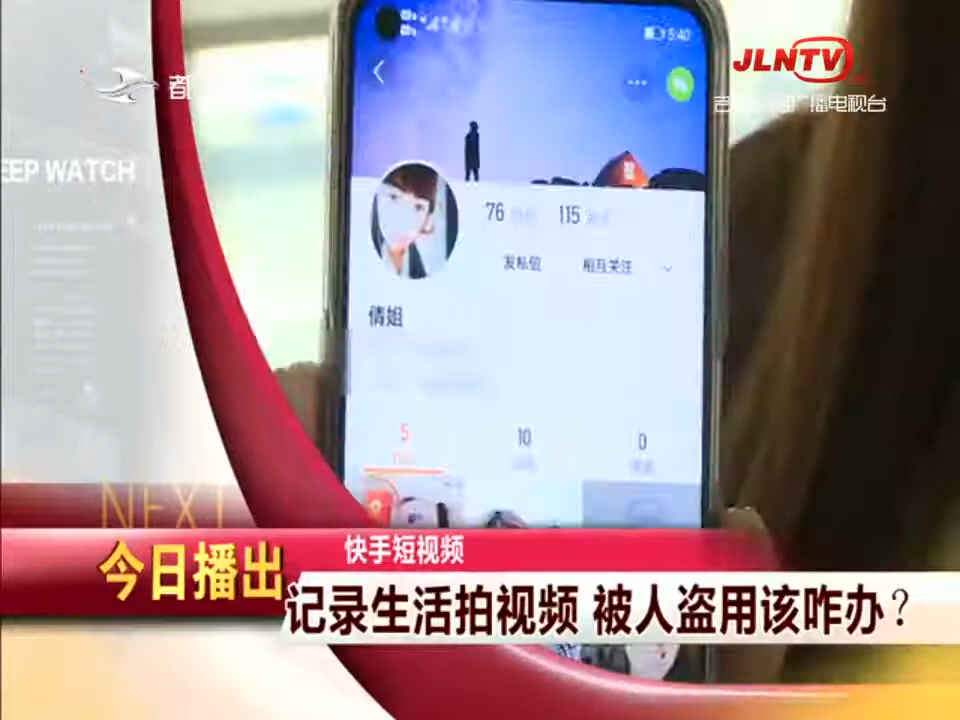 5:40
JLNTV
都
播电视台
EEP WATCH
76
115
发私信
相互关注
倩姐
5
10
0
NEXT
今日播出
快手短视频
记录生活拍视频 被人盗用该咋办？